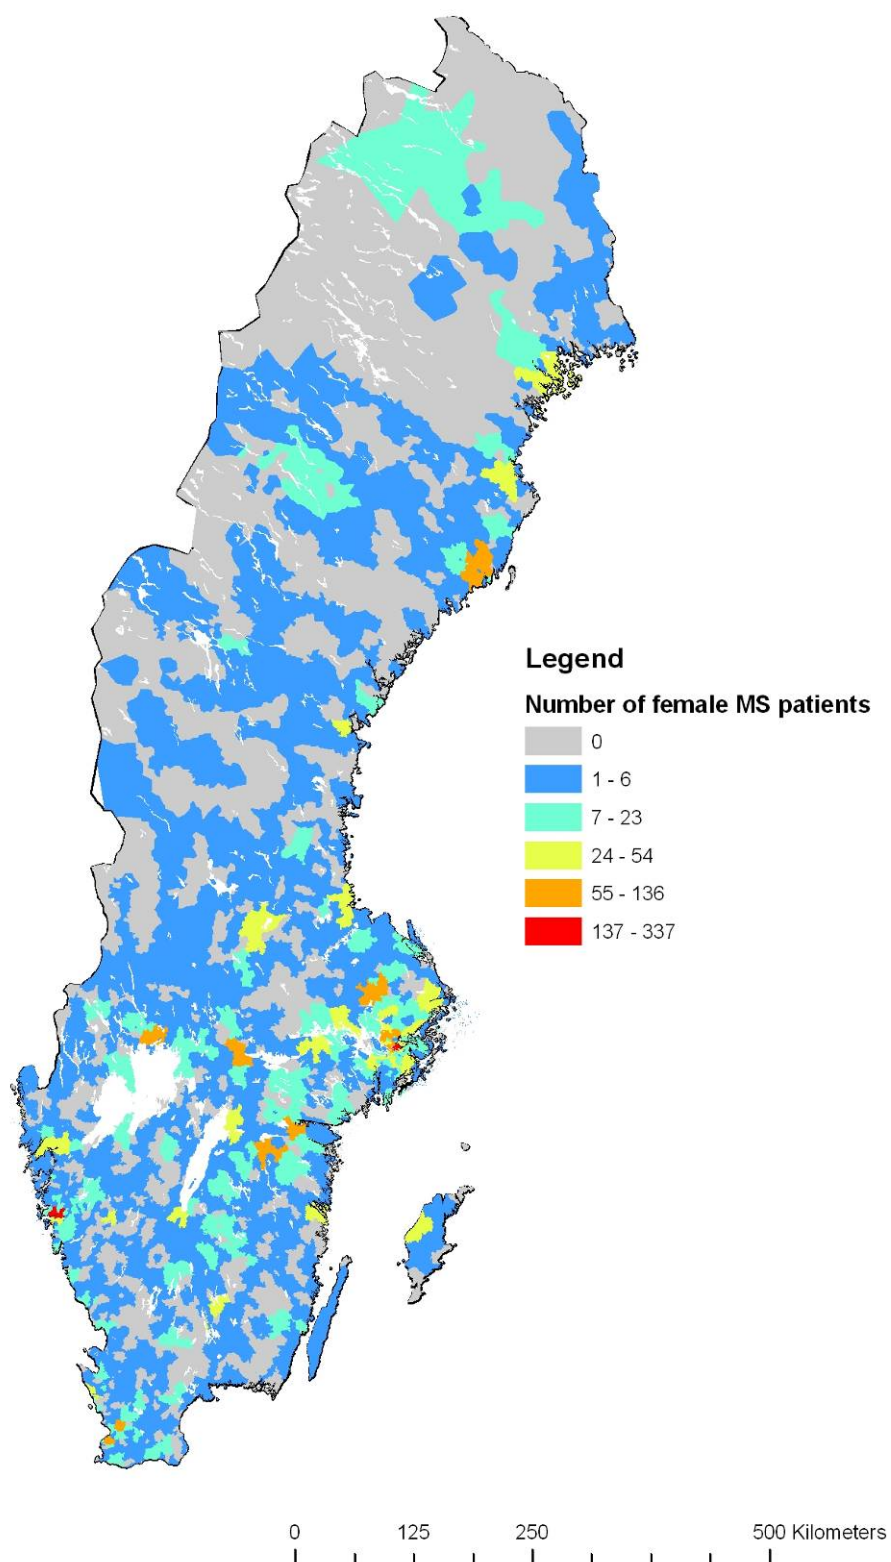 Legend
Number of female MS patients
0
1 - 6
7 - 23
24 - 54
55 - 136
137 - 337
0 125 250 500 Kilometers